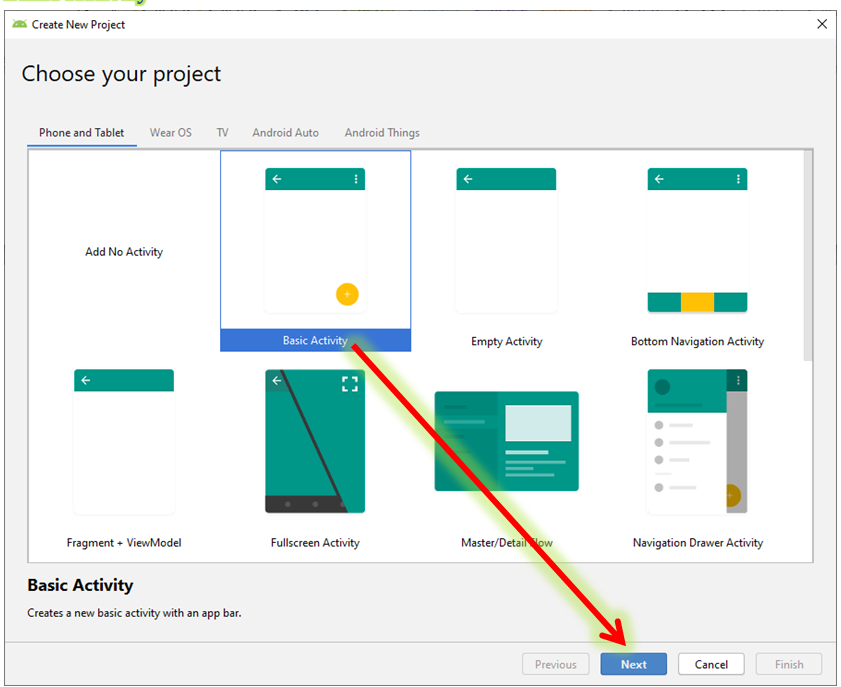 Create New Project
Choose your project
Phone and Tablet Wear OS TV Android Auto Android Things
Add No Activity
Basic Activity Empty Activity Bottom Navigation Activity
Fragment + ViewModel Fullscreen Activity Master/Detail Flow Navigation Drawer Activity
Basic Activity
Creates a new basic activity with an app bar.
Previous Next Cancel Finish